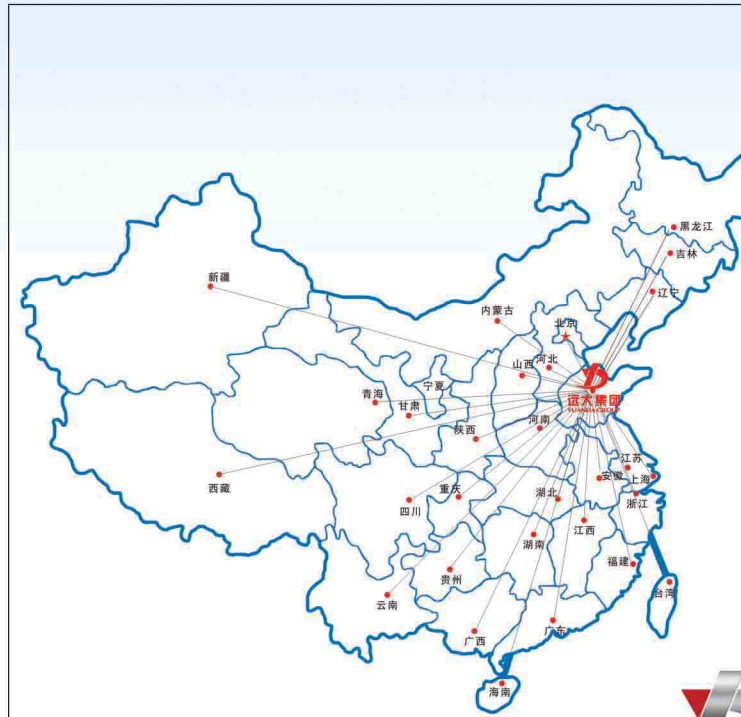 黑龙江
吉林
新疆
辽宁
内蒙古
北京
河北
山西
宁夏
青海
甘肃
远大集团
YUANDA GROUP
陕西
河南
江苏
西藏
安徽
上海
重庆
湖北
浙江
四川
江西
湖南
福建
贵州
台湾
云南
广西
广东
海南